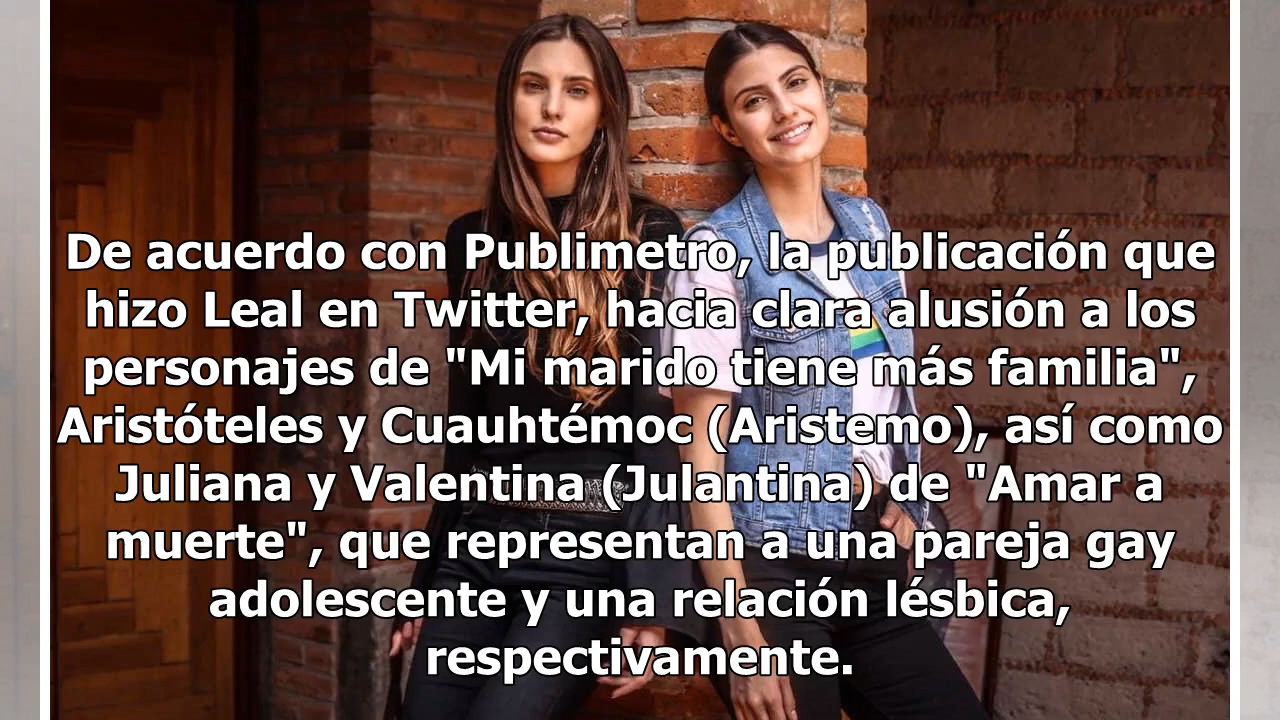 De acuerdo con Publimetro, la publicación que
hizo Leal en Twitter, hacia clara alusión a los
personajes de "Mi marido tiene más familia",
Aristóteles y Cuauhtémoc (Aristemo), así como
Juliana y Valentina (Julantina) de "Amar a
muerte", que representan a una pareja gay
adolescente y una relación lésbica,
respectivamente.